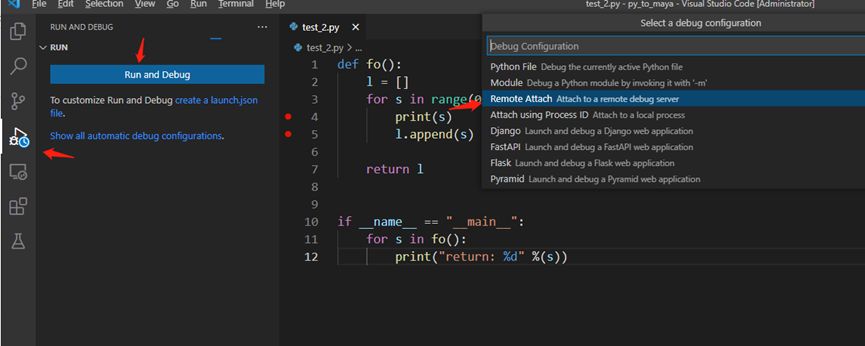 File Edit Selection View Go Run Terminal Help
test_2.py - py_to_maya - Visual Studio Code [Administrator]
RUN AND DEBUG
RUN
Run and Debug
To customize Run and Debug create a launch.json
file.
Show all automatic debug configurations.
test_2.py
test_2.py > ...
1 def fo():
2 l = []
3 for s in range(0
4 print(s)
5 l.append(s)
6
7 return l
8
9
10 if __name__ == "__main__":
11 for s in fo():
12 print("return: %d" %(s))
Select a debug configuration
Debug Configuration
Python File Debug the currently active Python file
Module Debug a Python module by invoking it with '-m'
Remote Attach Attach to a remote debug server
Attach using Process ID Attach to a local process
Django Launch and debug a Django web application
FastAPI Launch and debug a FastAPI web application
Flask Launch and debug a Flask web application
Pyramid Launch and debug a Pyramid web application